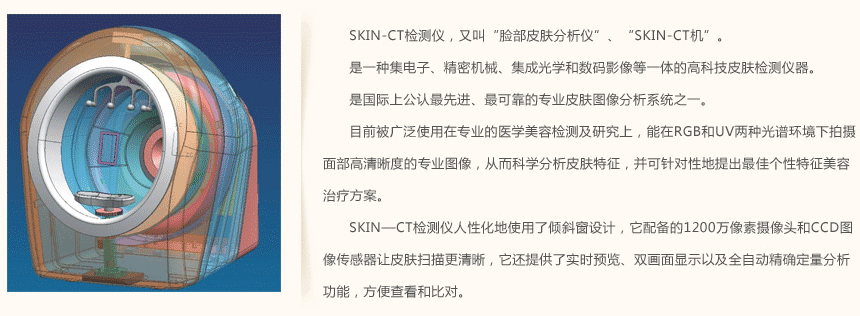 SKIN-CT检测仪，又叫“脸部皮肤分析仪”、“SKIN-CT机”。
是一种集电子、精密机械、集成光学和数码影像等一体的高科技皮肤检测仪器。
是国际上公认最先进、最可靠的专业皮肤图像分析系统之一。
目前被广泛使用在专业的医学美容检测及研究上，能在RGB和UV两种光谱环境下拍摄
面部高清晰度的专业图像，从而科学分析皮肤特征，并可针对性地提出最佳个性特征美容
治疗方案。
SKIN—CT检测仪人性化地使用了倾斜窗设计，它配备的1200万像素摄像头和CCD图
像传感器让皮肤扫描更清晰，它还提供了实时预览、双画面显示以及全自动精确定量分析
功能，方便查看和比对。